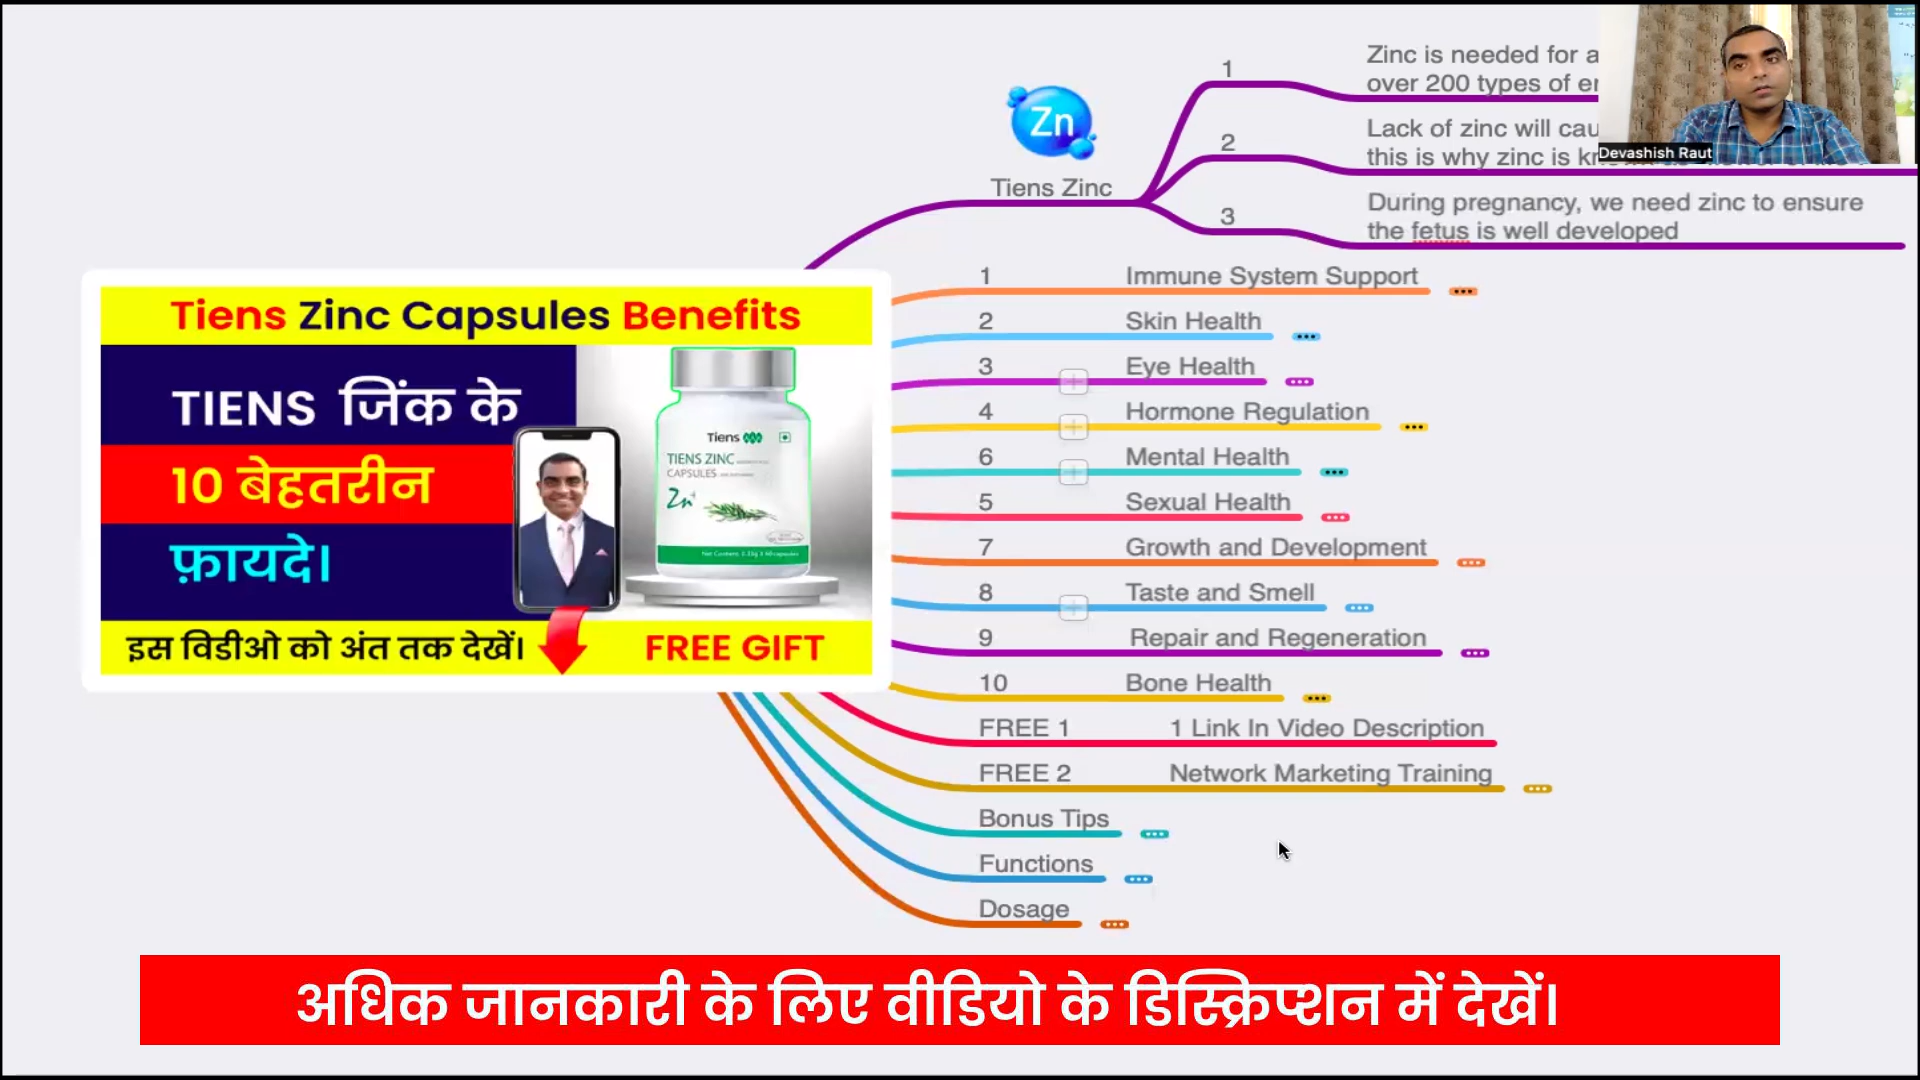 Zn
Tiens Zinc
1
Zinc is needed for a
over 200 types of
2
Lack of zinc will
this is why zinc is
Devashish Raut
3
During pregnancy, we need zinc to ensure
the fetus is well developed
Tiens Zinc Capsules Benefits
TIENS जिंक के
10 बेहतरीन
फ़ायदे।
Tiens
TIENS ZINC
CAPSULES
Zn
इस विडीओ को अंत तक देखें।
FREE GIFT
1 Immune System Support
2 Skin Health
3 Eye Health
4 Hormone Regulation
6 Mental Health
5 Sexual Health
7 Growth and Development
8 Taste and Smell
9 Repair and Regeneration
10 Bone Health
FREE 1 1 Link In Video Description
FREE 2 Network Marketing Training
Bonus Tips
Functions
Dosage
अधिक जानकारी के लिए वीडियो के डिस्क्रिप्शन में देखें।